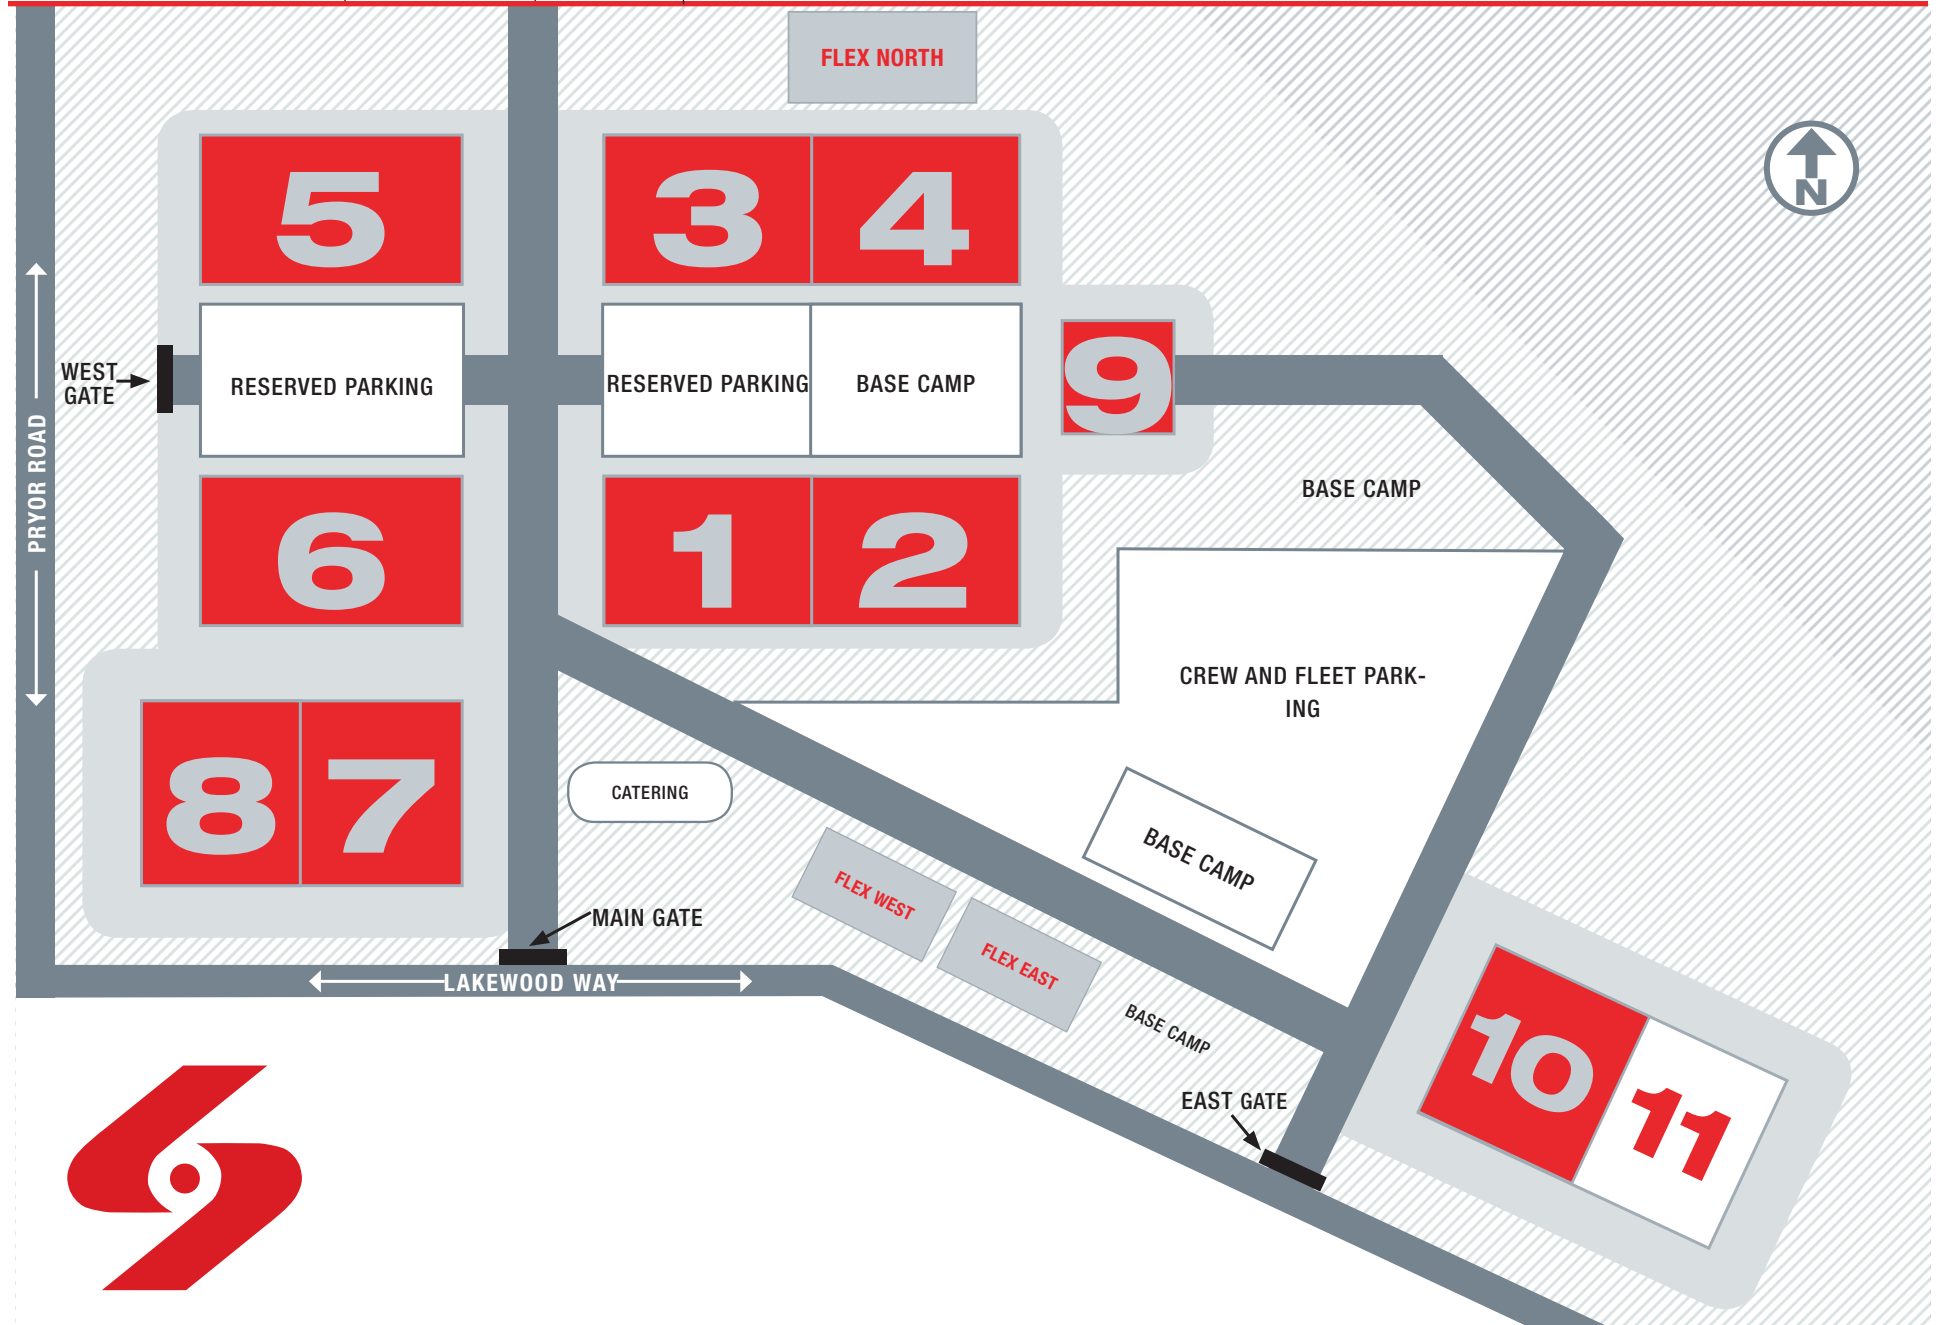 FLEX NORTH
5
3
4
N
WEST
GATE
RESERVED PARKING
RESERVED PARKING
BASE CAMP
9
PRYOR ROAD
BASE CAMP
6
1
2
CREW AND FLEET PARK-
ING
8
7
CATERING
BASE CAMP
FLEX WEST
MAIN GATE
FLEX EAST
LAKEWOOD WAY
BASE CAMP
10
11
EAST GATE